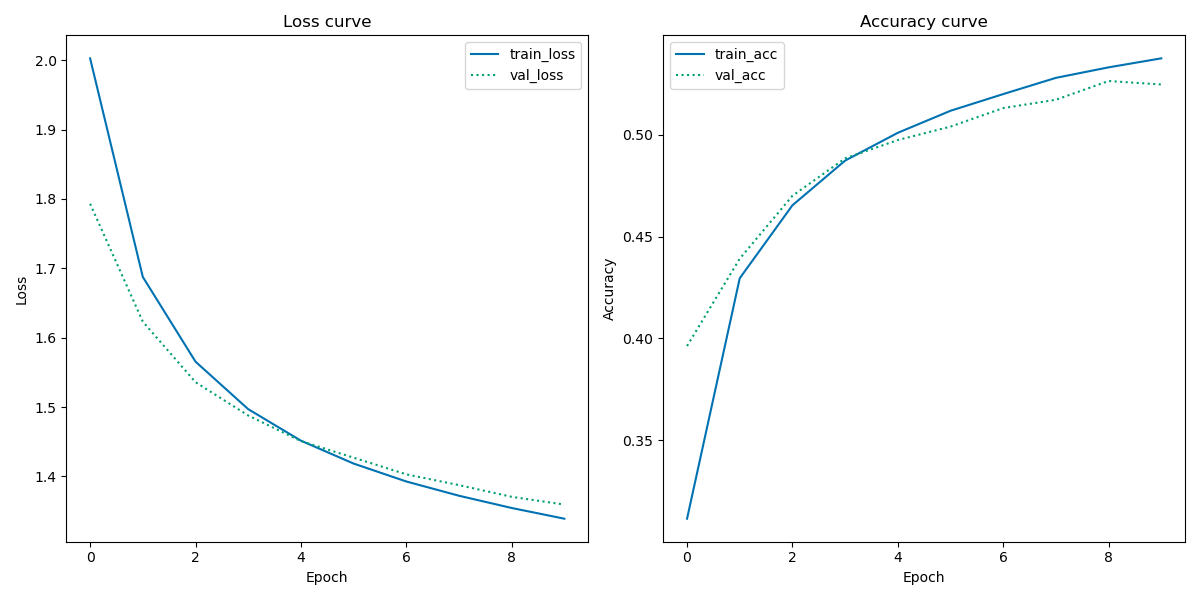 Loss curve
2.0
1.9
1.8
1.7
1.6
1.5
1.4
Loss
train_loss
val_loss
0 2 4 6 8
Epoch
Accuracy curve
0.50
0.45
0.40
0.35
Accuracy
train_acc
val_acc
0 2 4 6 8
Epoch